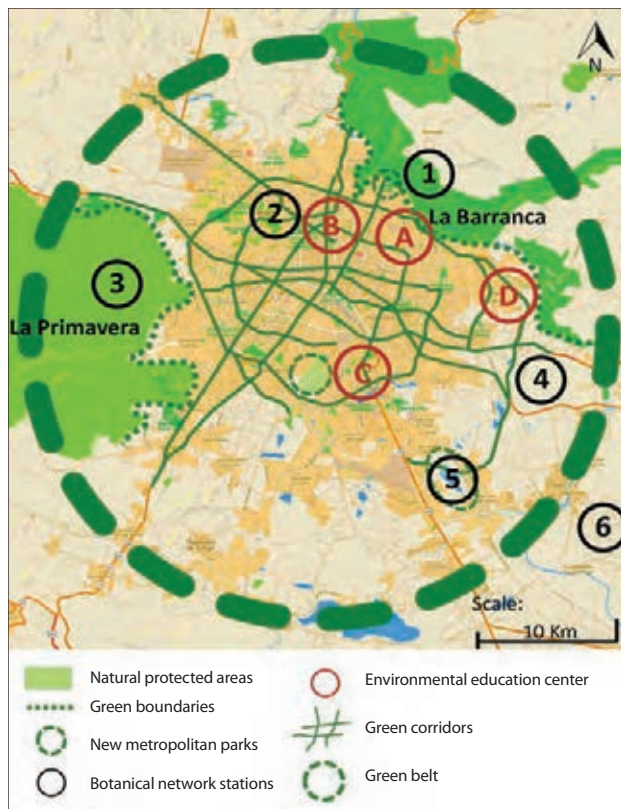 N
1
La Barranca
2
B
A
3
D
La Primavera
C
4
5
6
Scale:
10 Km
Natural protected areas
Green boundaries
New metropolitan parks
Botanical network stations
Environmental education center
Green corridors
Green belt